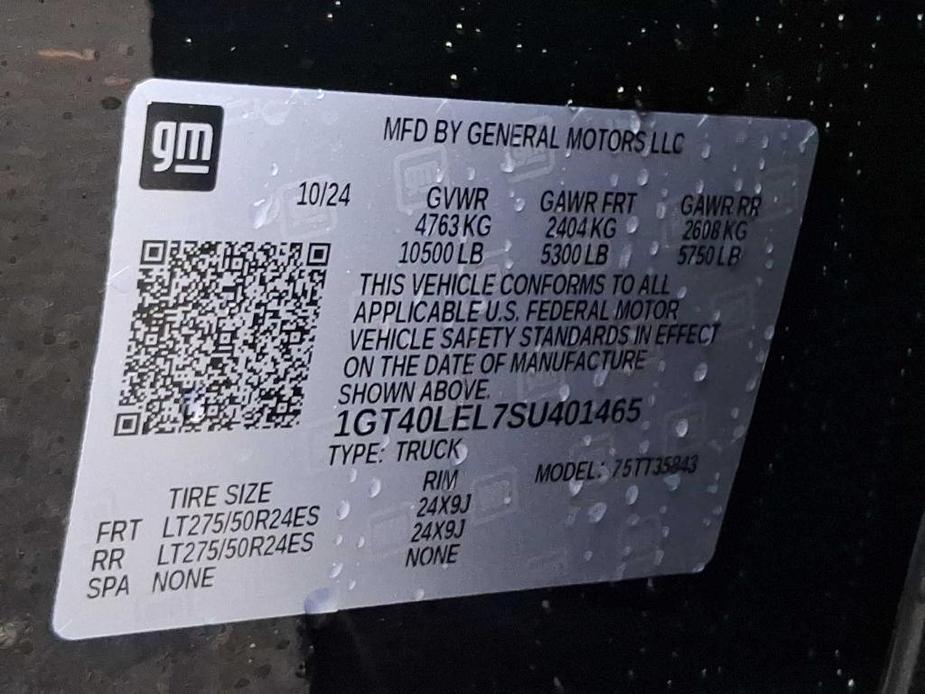 gm
MFD BY GENERAL MOTORS LLC
10/24 GVWR GAWR FRT GAWR RR
4763 KG 2404 KG 2608 KG
10500 LB 5300 LB 5750 LB
THIS VEHICLE CONFORMS TO ALL
APPLICABLE U.S. FEDERAL MOTOR
VEHICLE SAFETY STANDARDS IN EFFECT
ON THE DATE OF MANUFACTURE
SHOWN ABOVE.
1GT40LEL7SU401465
TYPE: TRUCK MODEL: 75TT35843
TIRE SIZE RIM
FRT LT275/50R24ES 24X9J
RR LT275/50R24ES 24X9J
SPA NONE NONE